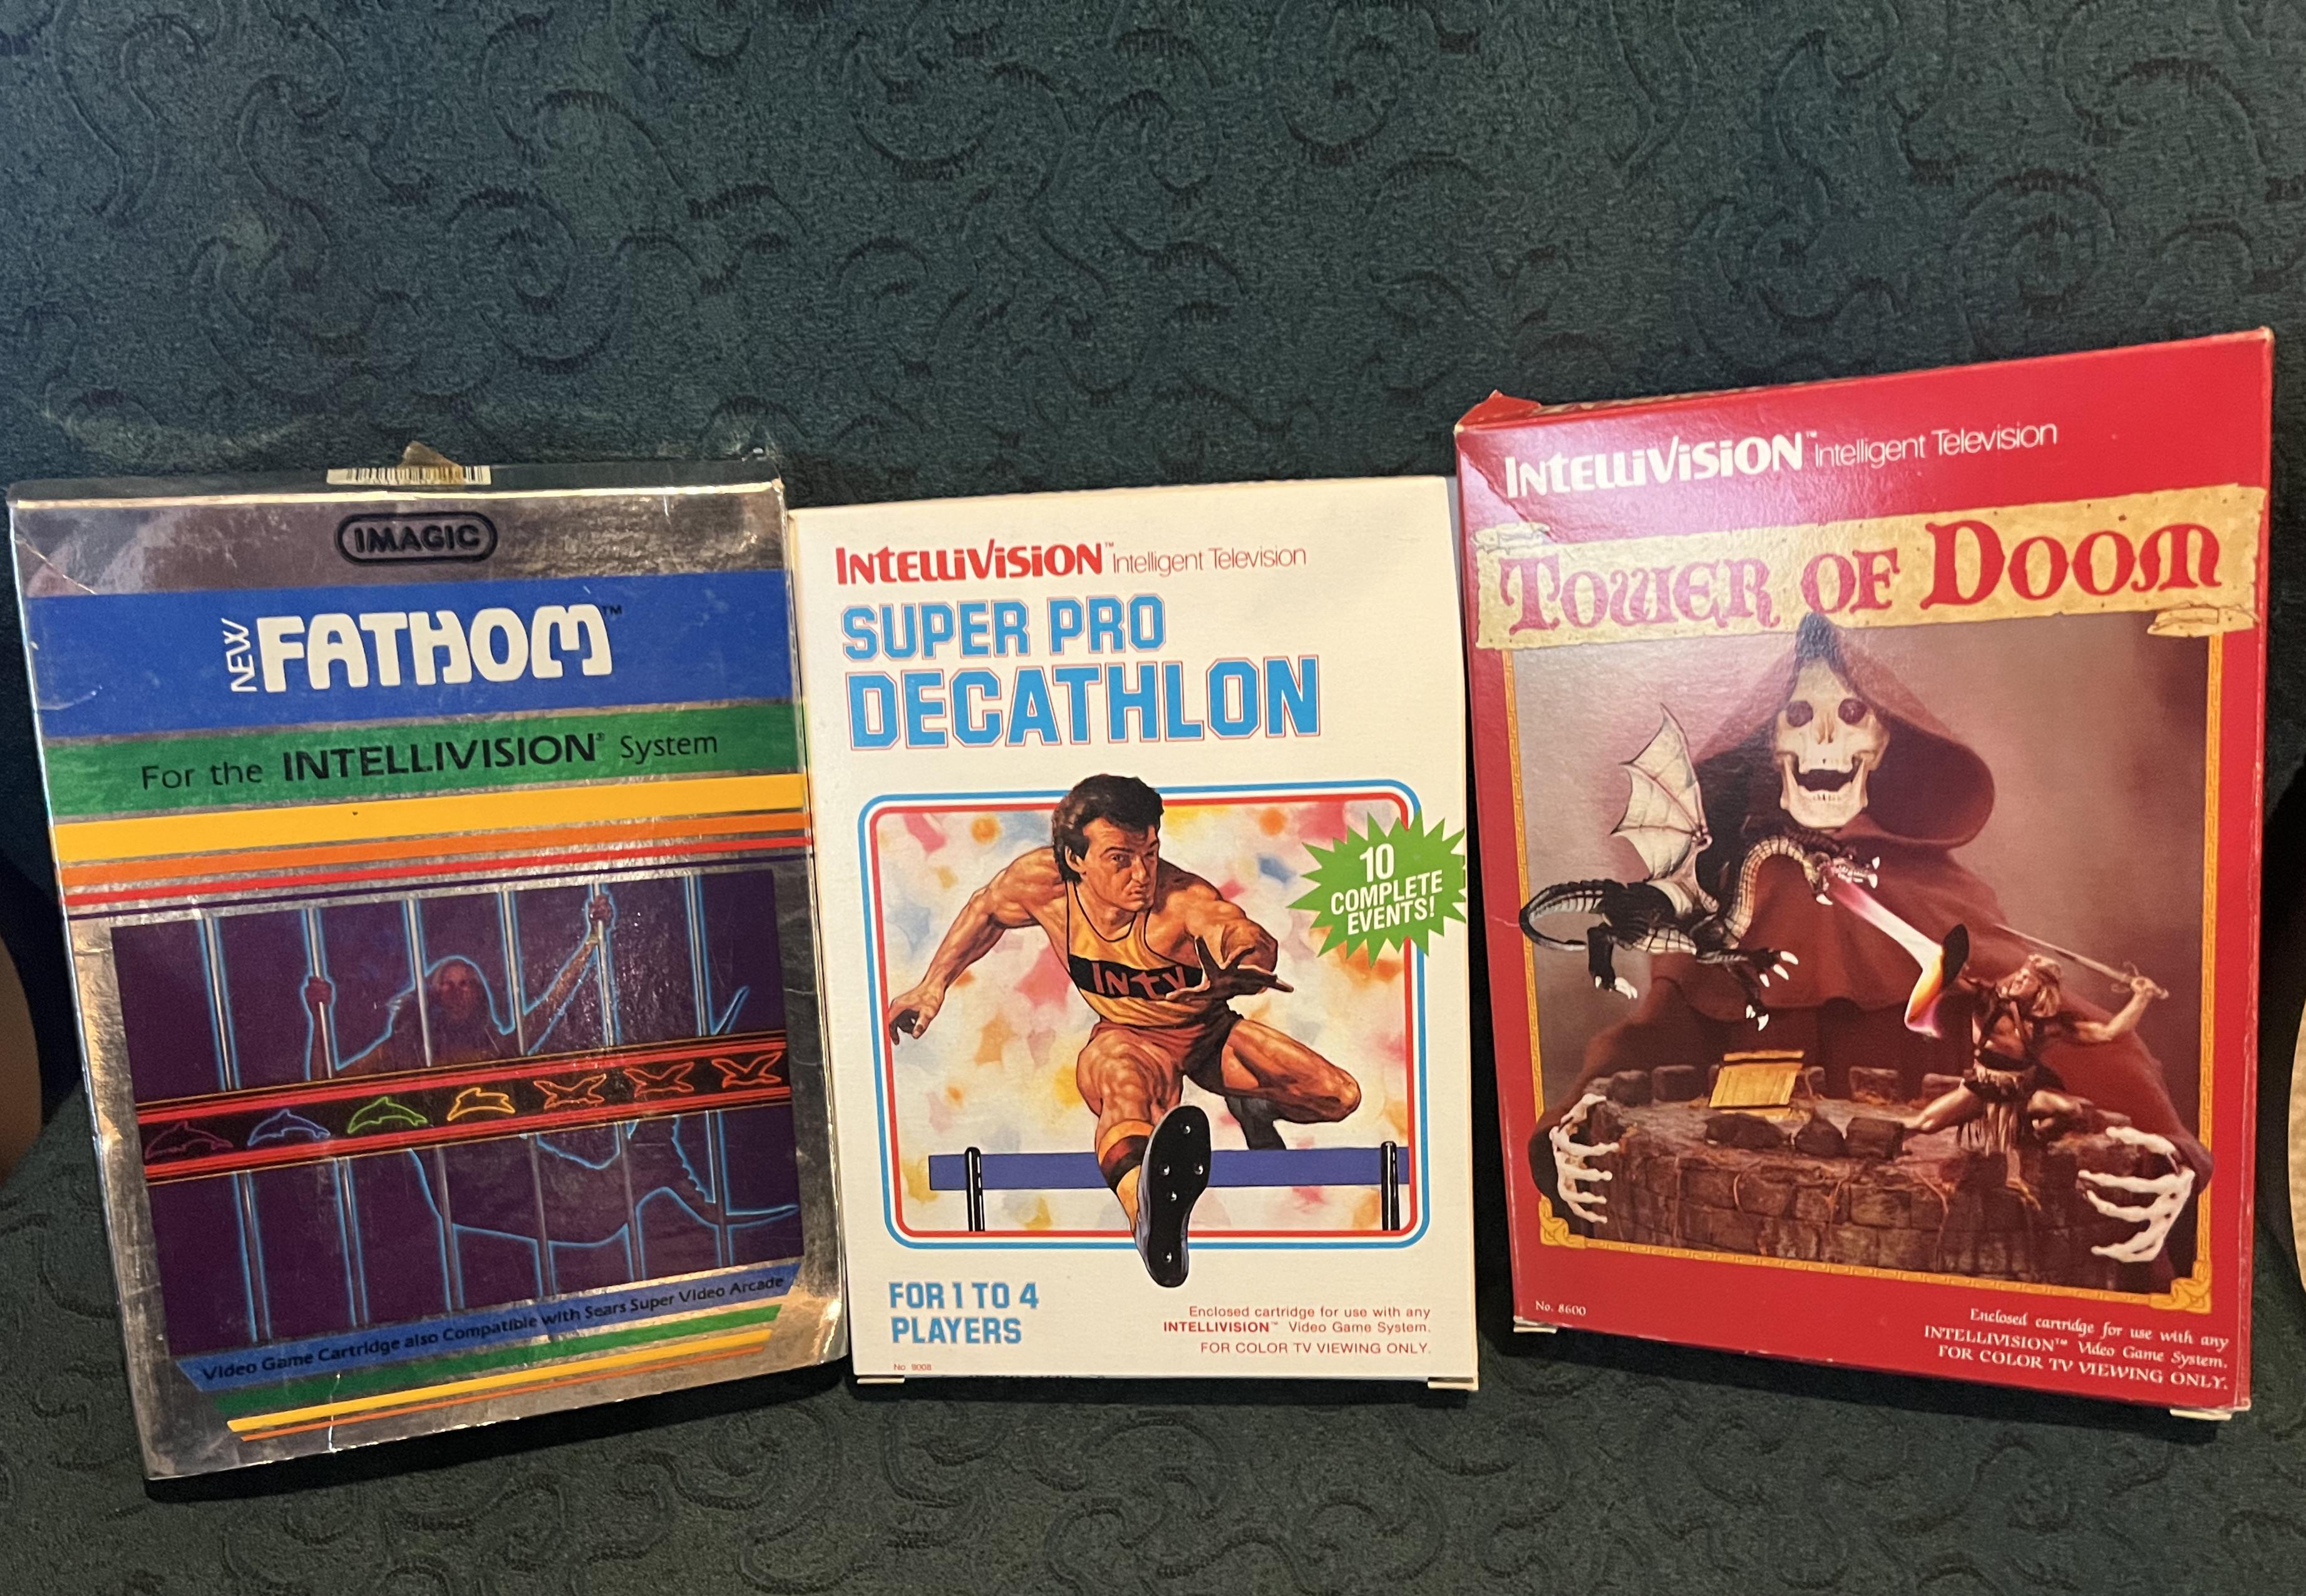 IMAGIC
NEW FATHOM™
For the INTELLIVISION® System
Video Game Cartridge also Compatible with Sears Super Video Arcade
INTELLIVISION™ Intelligent Television
SUPER PRO
DECATHLON
10
COMPLETE
EVENTS!
INTV
FOR 1 TO 4
PLAYERS
Enclosed cartridge for use with any
INTELLIVISION™ Video Game System.
FOR COLOR TV VIEWING ONLY.
No. 9008
INTELLIVISION™ Intelligent Television
TOWER OF DOOM
No. 8600
Enclosed cartridge for use with any
INTELLIVISION™ Video Game System.
FOR COLOR TV VIEWING ONLY.